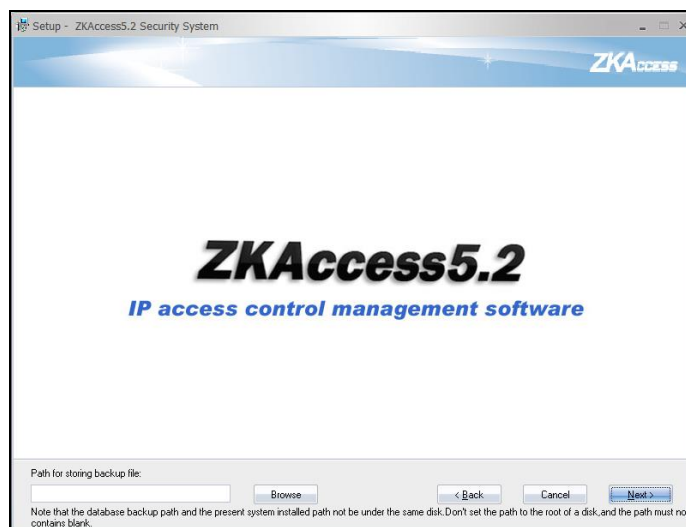 Setup - ZKAccess5.2 Security System
ZKAccess
ZKAccess5.2
IP access control management software
Path for storing backup file:
Browse
< Back
Cancel
Next >
Note that the database backup path and the present system installed path not be under the same disk.Don't set the path to the root of a disk,and the path must no
contains blank.